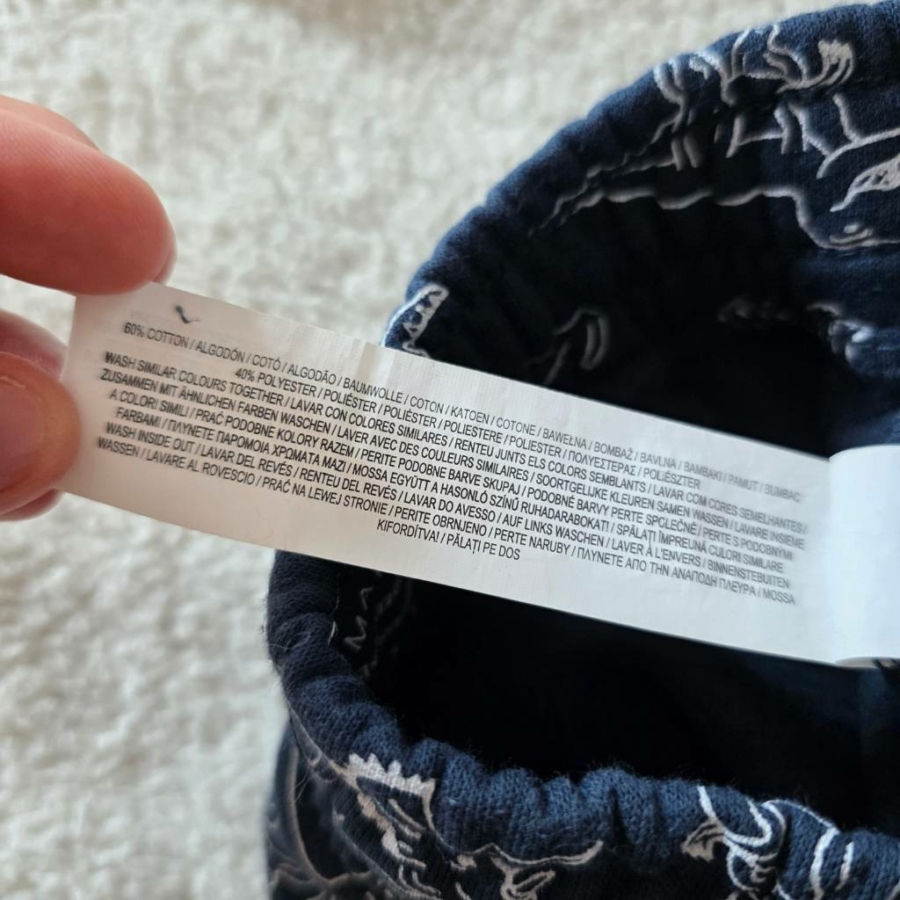 60% COTTON / ALGODÓN / COTÓ / ALGODÃO / BAUMWOLLE / COTON / KATOEN / COTONE / BAWEŁNA / BOMBAŽ / BAVLNA / BAMBAKI / PAMUT / BUMBAC
40% POLYESTER / POLIÉSTER / POLIÈSTER / POLIESTERE / POLIESTER / ΠΟΛΥΕΣΤΕΡΑΣ / POLIÉSZTER
WASH SIMILAR COLOURS TOGETHER / LAVAR CON COLORES SIMILARES / RENTEU JUNTS ELS COLORS SEMBLANTS / LAVAR COM CORES SEMELHANTES /
ZUSAMMEN MIT ÄHNLICHEN FARBEN WASCHEN / LAVER AVEC DES COULEURS SIMILAIRES / SOORTGELIJKE KLEUREN SAMEN WASSEN / LAVARE INSIEME
A COLORI SIMILI / PRAĆ PODOBNE KOLORY RAZEM / PERITE PODOBNE BARVE SKUPAJ / PODOBNÉ BARVY PERTE SPOLEČNĚ / PERTE S PODOBNYMI
FARBAMI / ΠΛΥΝΕΤΕ ΠΑΡΟΜΟΙΑ ΧΡΩΜΑΤΑ ΜΑΖΙ / MOSSA EGYÜTT A HASONLÓ SZÍNŰ RUHADARABOKAT! / SPĂLAȚI ÎMPREUNĂ CULORI SIMILARE
WASH INSIDE OUT / LAVAR DEL REVÉS / RENTEU DEL REVÉS / LAVAR DO AVESSO / AUF LINKS WASCHEN / LAVER À L'ENVERS / BINNENSTEBUITEN
WASSEN / LAVARE AL ROVESCIO / PRAĆ NA LEWEJ STRONIE / PERITE OBRNJENO / PERTE NARUBY / ΠΛΥΝΕΤΕ ΑΠΟ ΤΗΝ ΑΝΑΠΟΔΗ ΠΛΕΥΡΑ / MOSSA
KIFORDÍTVA! / PĂLAȚI PE DOS